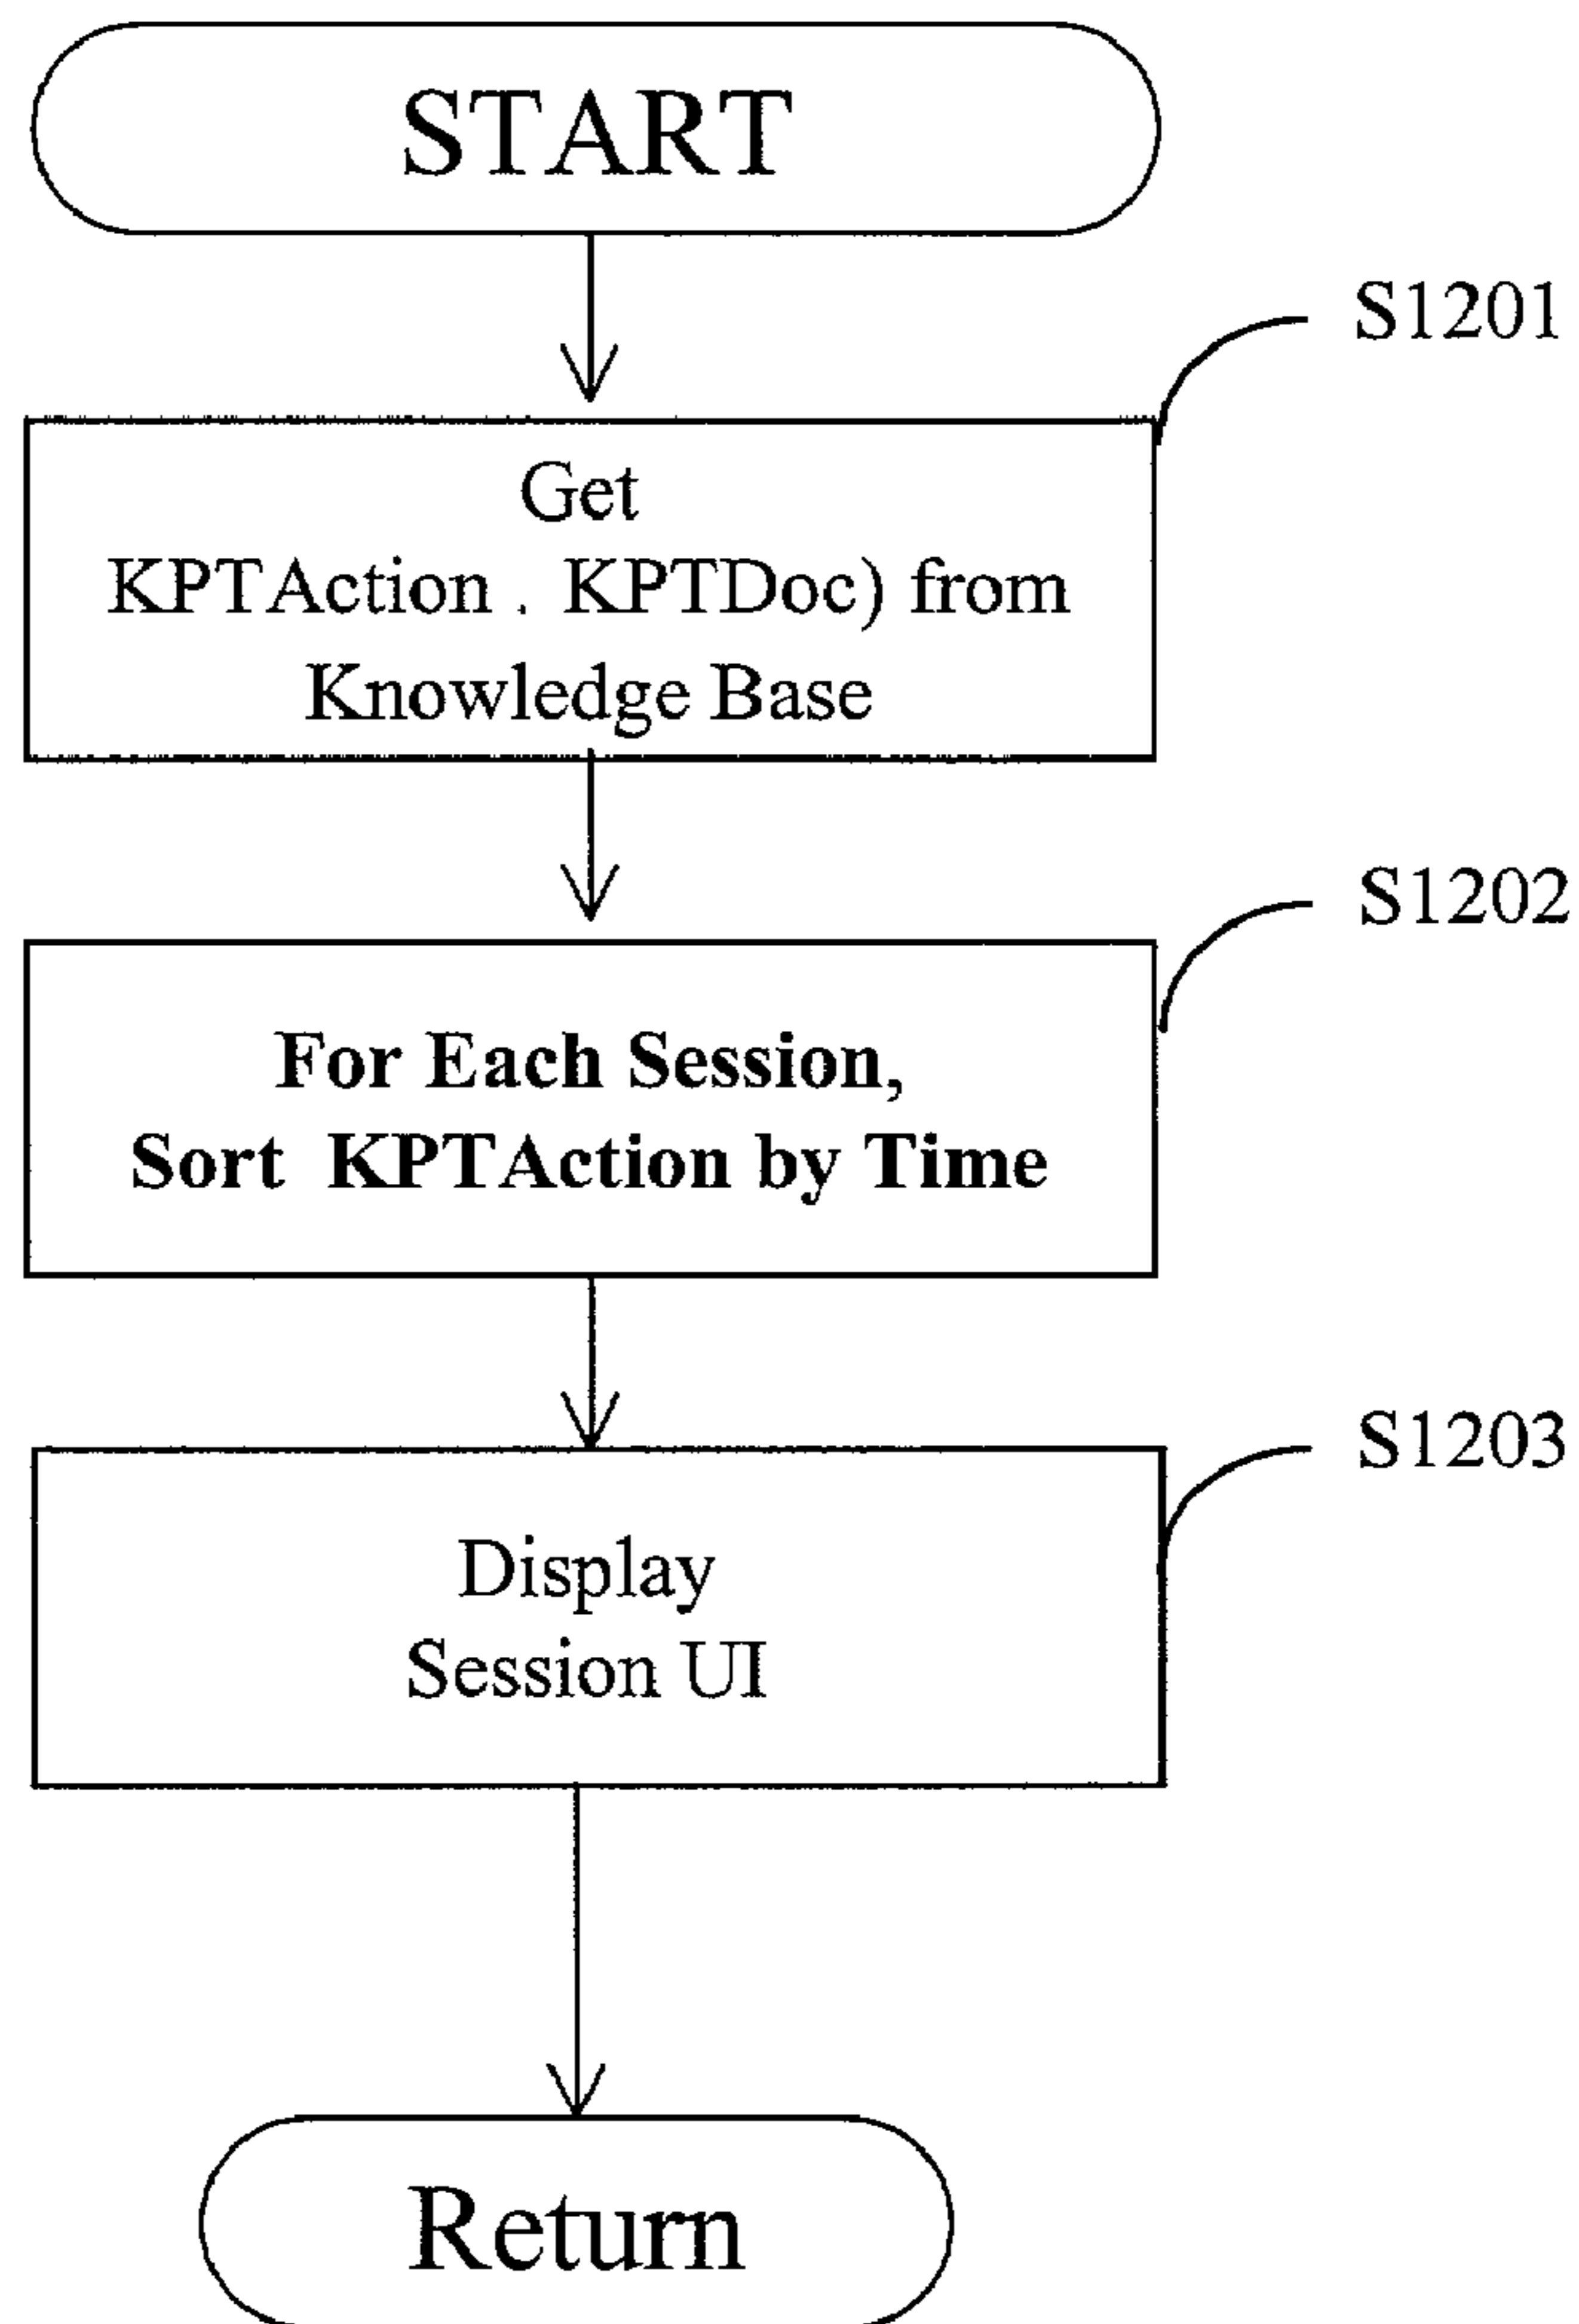 START
S1201
Get
KPTAction . KPTDoc) from
Knowledge Base
S1202
For Each Session,
Sort KPTAction by Time
S1203
Display
Session UI
Return